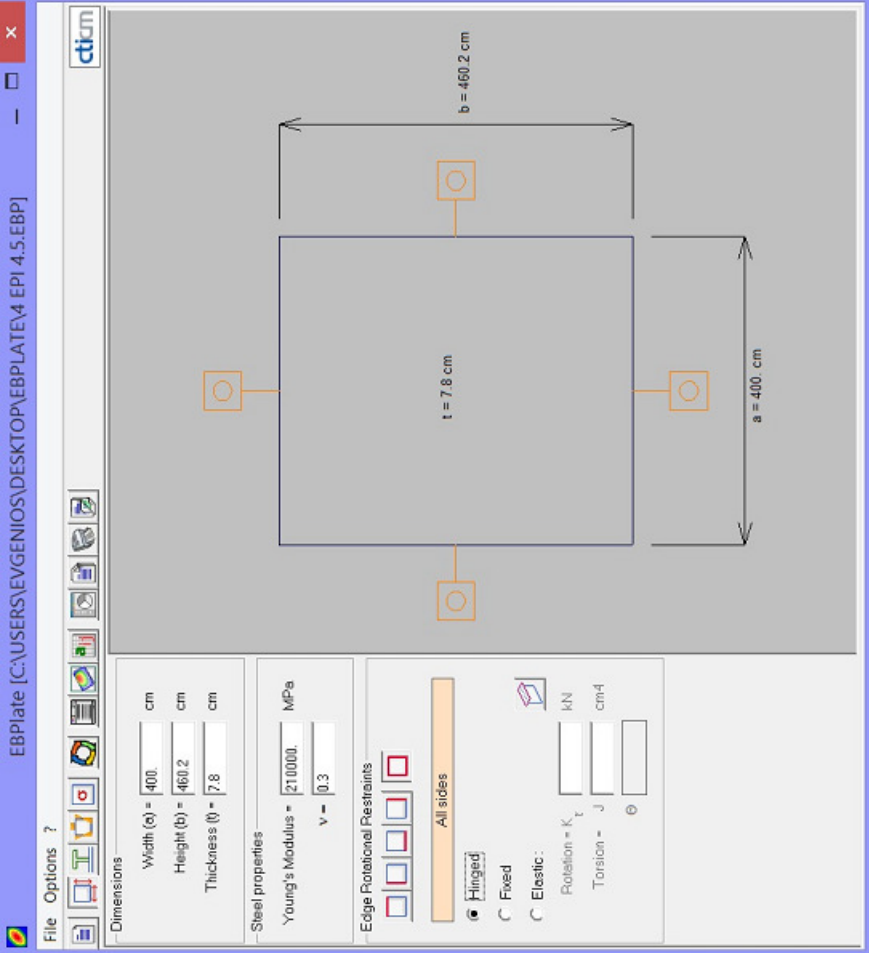 EBPlate [C:\USERS\EVGENIOS\DESKTOP\EBPLATE\4 EPI 4.5.EBP]
File Options ?
cticm
Dimensions
Width (a) = 400. cm
Height (b) = 460.2 cm
Thickness (t) = 7.8 cm
Steel properties
Young's Modulus = 210000. MPa
ν = 0.3
Edge Rotational Restraints
All sides
Hinged
Fixed
Elastic :
Rotation = K t kN
Torsion = J cm4
Θ
t = 7.8 cm
b = 460.2 cm
a = 400. cm